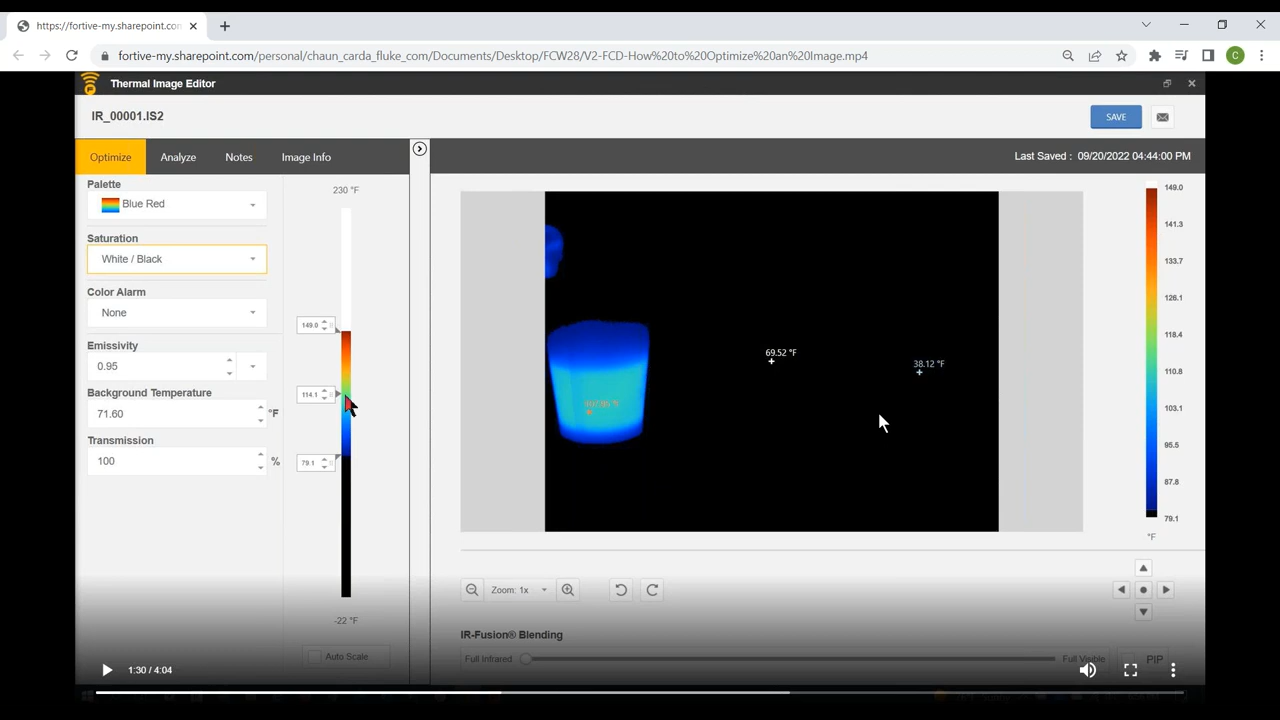 https://fortive-my.sharepoint.con
fortive-my.sharepoint.com/personal/chaun_carda_fluke_com/Documents/Desktop/FCW28/V2-FCD-How%20to%20Optimize%20an%20Image.mp4
C
Thermal Image Editor
IR_00001.IS2
SAVE
Optimize
Analyze
Notes
Image Info
Last Saved : 09/20/2022 04:44:00 PM
Palette
Blue Red
Saturation
White / Black
Color Alarm
None
Emissivity
0.95
Background Temperature
71.60
°F
Transmission
100
%
230 °F
149.0
114.1
79.1
-22 °F
Auto Scale
69.52 °F
38.12 °F
149.0
141.3
133.7
126.1
118.4
110.8
103.1
95.5
87.8
79.1
°F
Zoom: 1x
IR-Fusion® Blending
Full Infrared
Full Visible
PIP
1:30 / 4:04